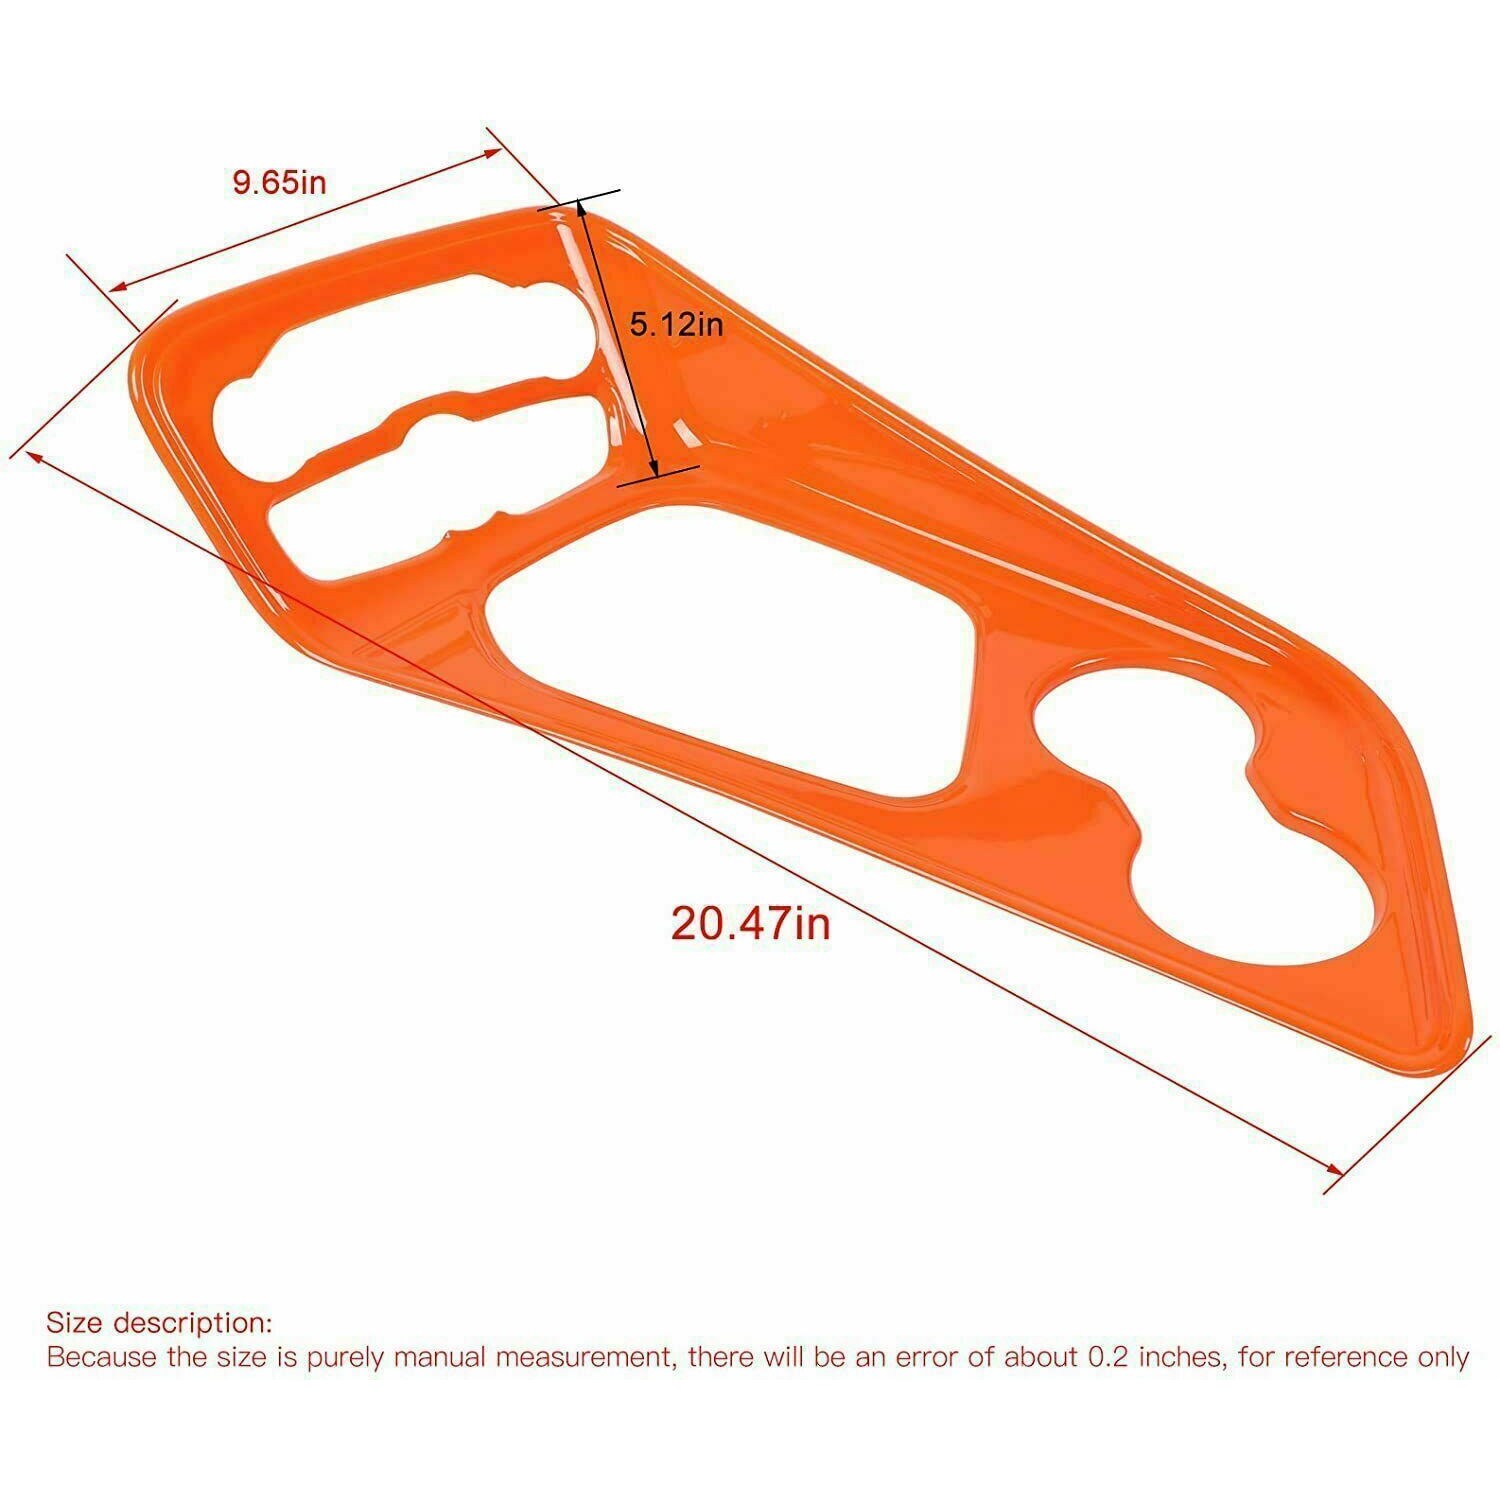 9.65in
5.12in
20.47in
Size description:
Because the size is purely manual measurement, there will be an error of about 0.2 inches, for reference only